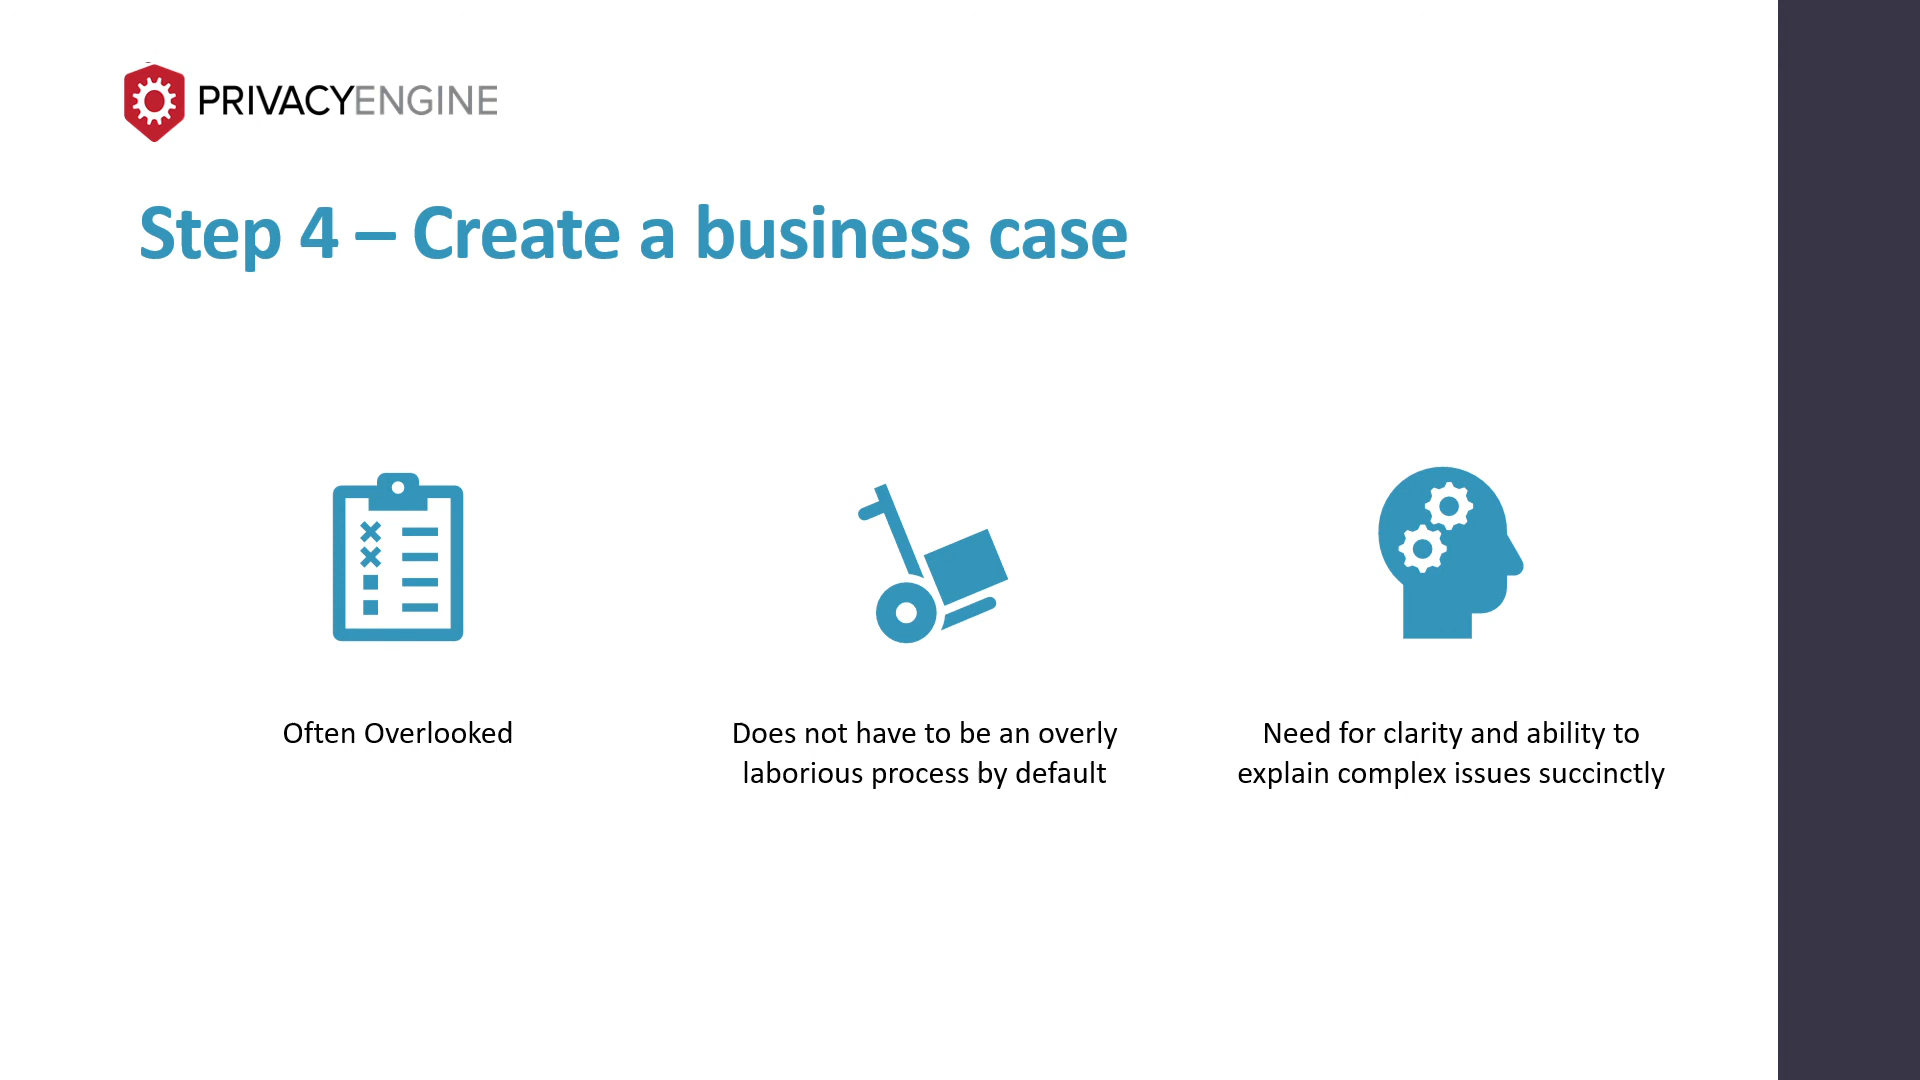 PRIVACYENGINE
Step 4 – Create a business case
Often Overlooked
Does not have to be an overly
laborious process by default
Need for clarity and ability to
explain complex issues succinctly